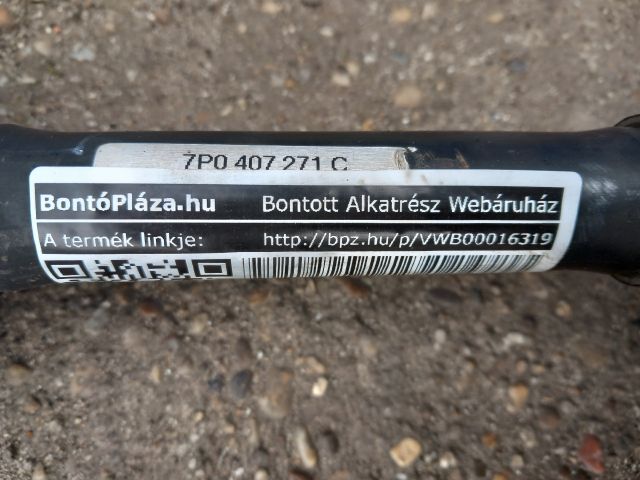 7P0 407 271 C
BontóPláza.hu Bontott Alkatrész Webáruház
A termék linkje: http://bpz.hu/p/VWB00016319